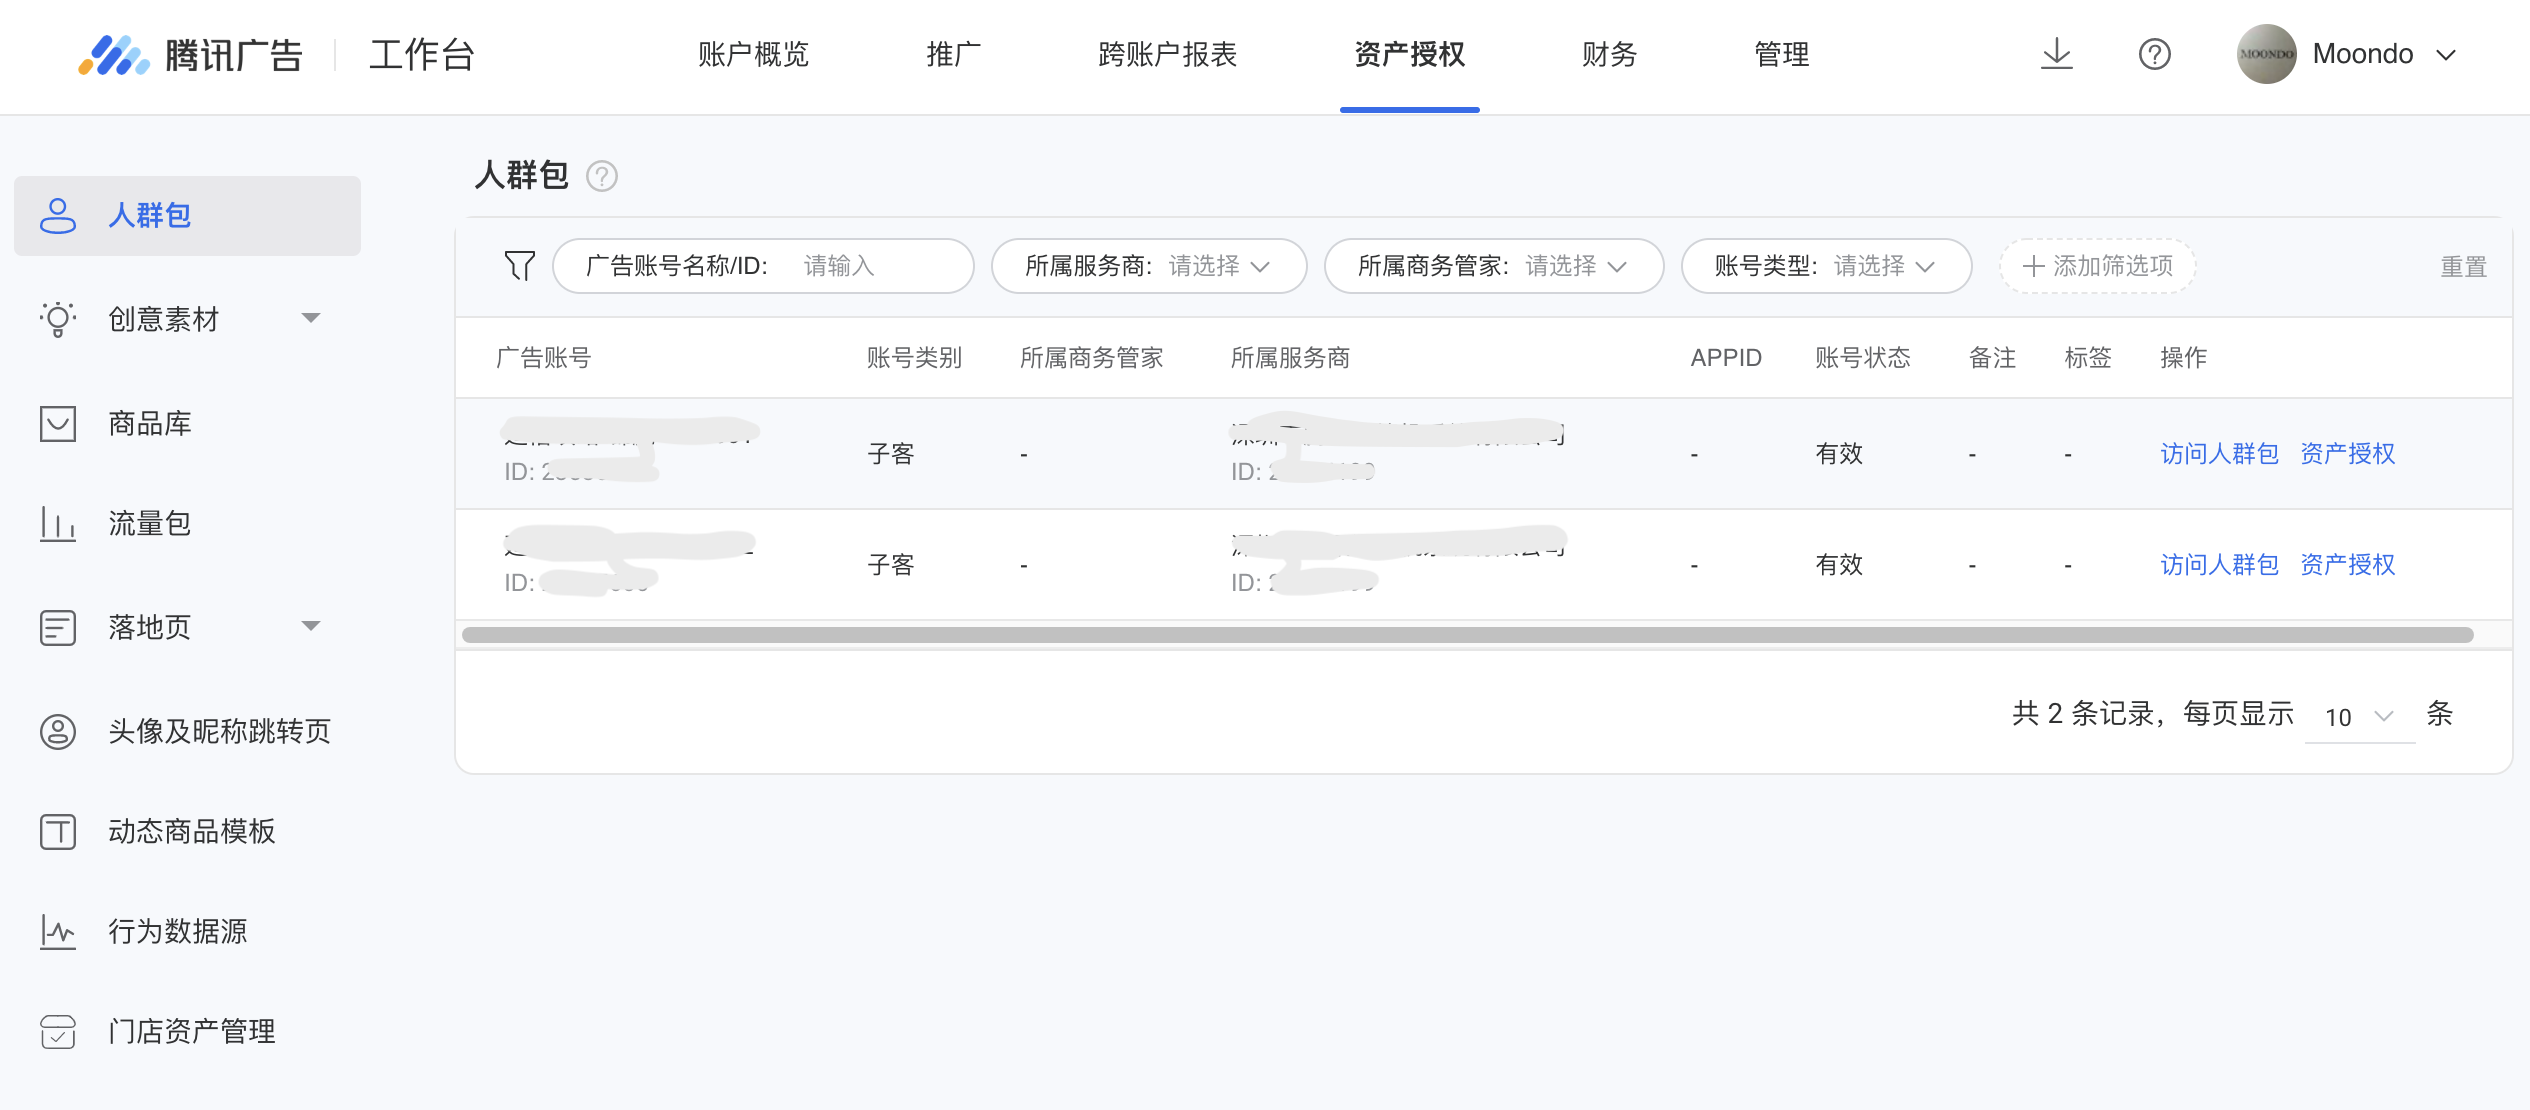 腾讯广告 工作台 账户概览 推广 跨账户报表 资产授权 财务 管理 MOONDO Moondo
人群包
创意素材
商品库
流量包
落地页
头像及昵称跳转页
动态商品模板
行为数据源
门店资产管理
人群包
广告账号名称/ID: 请输入 所属服务商: 请选择 所属商务管家: 请选择 账号类型: 请选择 添加筛选项 重置
广告账号 账号类别 所属商务管家 所属服务商 APPID 账号状态 备注 标签 操作
子客 - - 有效 - - 访问人群包 资产授权
ID: ID:
子客 - - 有效 - - 访问人群包 资产授权
ID: ID:
共 2 条记录，每页显示 10 条